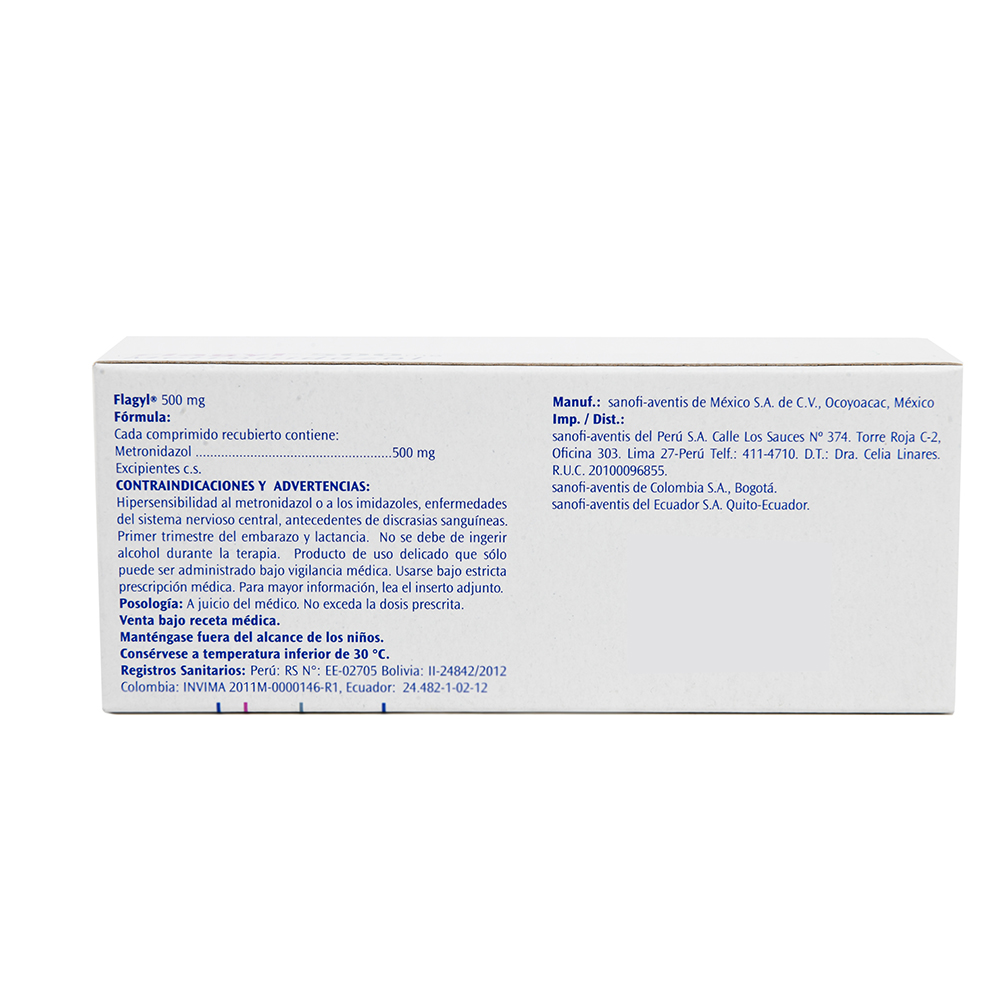 Flagyl® 500 mg
Fórmula:
Cada comprimido recubierto contiene:
Metronidazol ........................................................500 mg
Excipientes c.s.
CONTRAINDICACIONES Y ADVERTENCIAS:
Hipersensibilidad al metronidazol o a los imidazoles, enfermedades
del sistema nervioso central, antecedentes de discrasias sanguíneas.
Primer trimestre del embarazo y lactancia. No se debe de ingerir
alcohol durante la terapia. Producto de uso delicado que sólo
puede ser administrado bajo vigilancia médica. Usarse bajo estricta
prescripción médica. Para mayor información, lea el inserto adjunto.
Posología: A juicio del médico. No exceda la dosis prescrita.
Venta bajo receta médica.
Manténgase fuera del alcance de los niños.
Consérvese a temperatura inferior de 30 °C.
Registros Sanitarios: Perú: RS N°: EE-02705 Bolivia: II-24842/2012
Colombia: INVIMA 2011M-0000146-R1, Ecuador: 24.482-1-02-12
Manuf.: sanofi-aventis de México S.A. de C.V., Ocoyoacac, México
Imp. / Dist.:
sanofi-aventis del Perú S.A. Calle Los Sauces Nº 374. Torre Roja C-2,
Oficina 303. Lima 27-Perú Telf.: 411-4710. D.T.: Dra. Celia Linares.
R.U.C. 20100096855.
sanofi-aventis de Colombia S.A., Bogotá.
sanofi-aventis del Ecuador S.A. Quito-Ecuador.